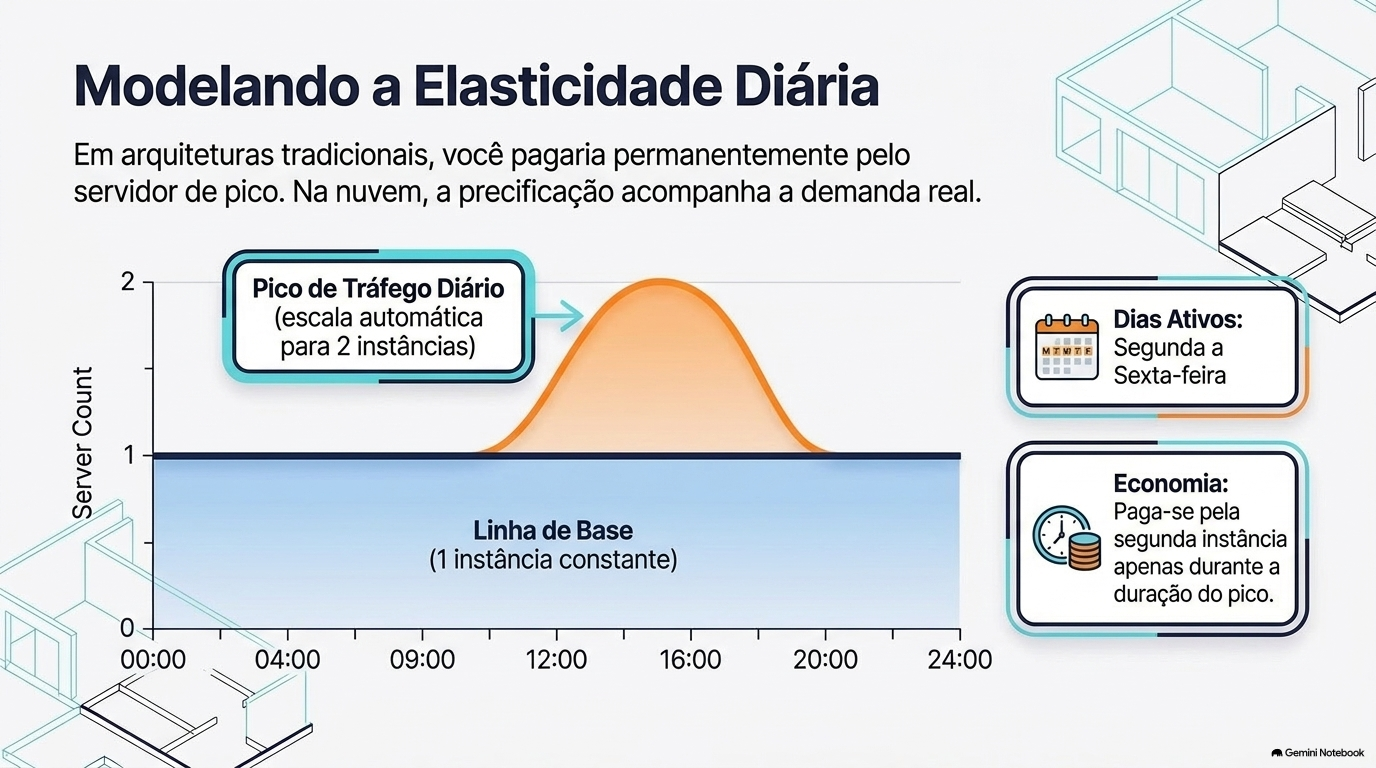 Modelando a Elasticidade Diária
Em arquiteturas tradicionais, você pagaria permanentemente pelo
servidor de pico. Na nuvem, a precificação acompanha a demanda real.
Pico de Tráfego Diário
(escala automática
para 2 instâncias)
Server Count
2
1
0
Linha de Base
(1 instância constante)
00:00 04:00 09:00 12:00 16:00 20:00 24:00
M T W T F
Dias Ativos:
Segunda a
Sexta-feira
Economia:
Paga-se pela
segunda instância
apenas durante a
duração do pico.
Gemini Notebook